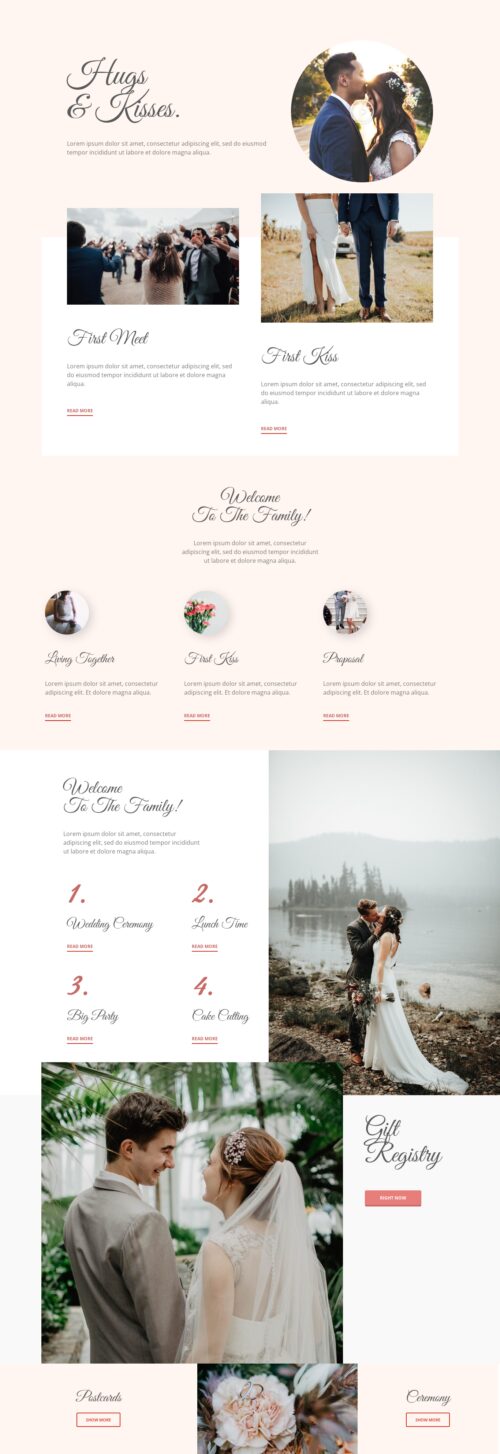 Hugs
& Kisses.
Lorem ipsum dolor sit amet, consectetur adipiscing elit, sed do eiusmod
tempor incididunt ut labore et dolore magna aliqua.
First Meet
Lorem ipsum dolor sit amet, consectetur adipiscing elit, sed
do eiusmod tempor incididunt ut labore et dolore magna
aliqua.
READ MORE
First Kiss
Lorem ipsum dolor sit amet, consectetur adipiscing elit, sed
do eiusmod tempor incididunt ut labore et dolore magna
aliqua.
READ MORE
Welcome
To The Family!
Lorem ipsum dolor sit amet, consectetur
adipiscing elit, sed do eiusmod tempor incididunt
ut labore et dolore magna aliqua.
Living Together
Lorem ipsum dolor sit amet, consectetur
adipiscing elit. Et dolore magna aliqua.
READ MORE
First Kiss
Lorem ipsum dolor sit amet, consectetur
adipiscing elit. Et dolore magna aliqua.
READ MORE
Proposal
Lorem ipsum dolor sit amet, consectetur
adipiscing elit. Et dolore magna aliqua.
READ MORE
Welcome
To The Family!
Lorem ipsum dolor sit amet, consectetur
adipiscing elit, sed do eiusmod tempor incididunt
ut labore et dolore magna aliqua.
1.
Wedding Ceremony
READ MORE
2.
Lunch Time
READ MORE
3.
Big Party
READ MORE
4.
Cake Cutting
READ MORE
Gift
Registry
RIGHT NOW
Postcards
SHOW MORE
Ceremony
SHOW MORE